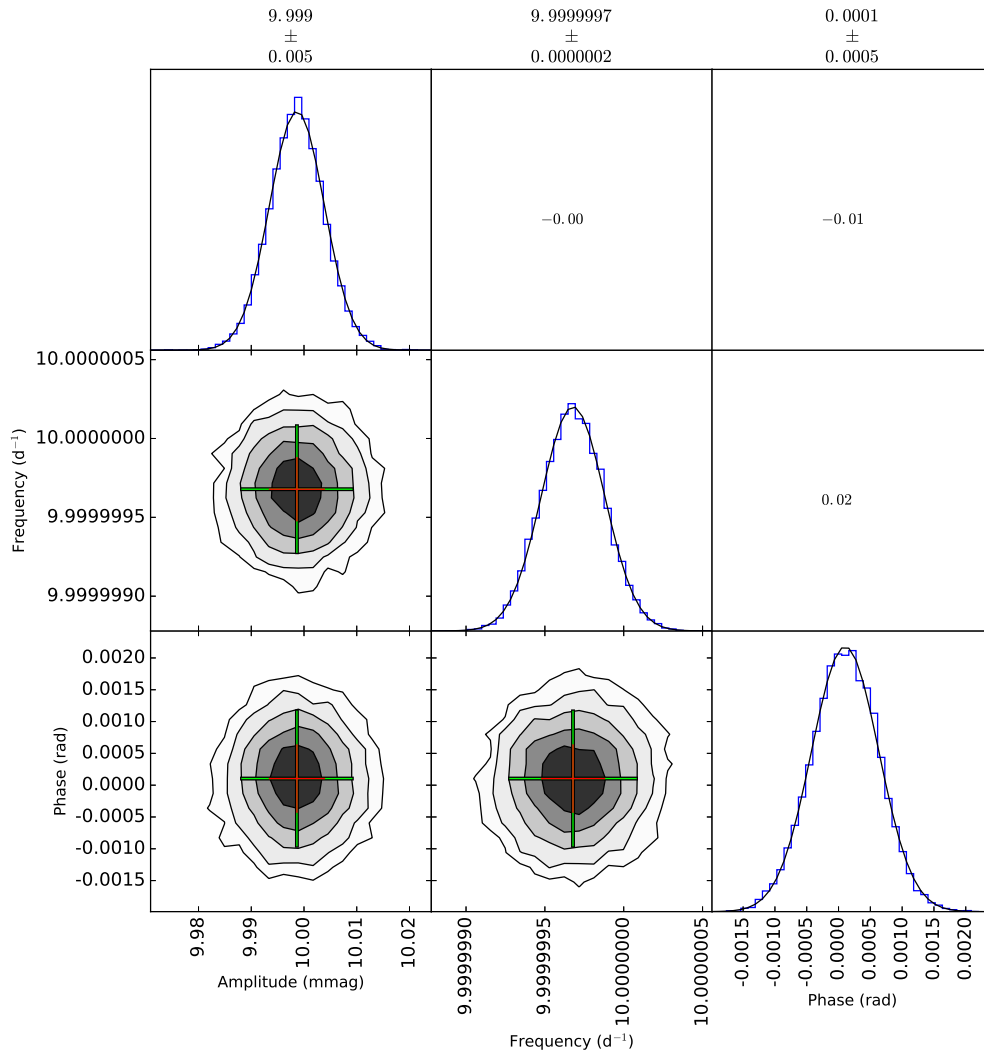 9.999 9.9999997 0.0001
± ± ±
0.005 0.0000002 0.0005
−0.00 −0.01
10.0000005
10.0000000
9.9999995
9.9999990
Frequency (d⁻¹)
0.02
0.0020
0.0015
0.0010
0.0005
0.0000
-0.0005
-0.0010
-0.0015
Phase (rad)
9.98 9.99 10.00 10.01 10.02
Amplitude (mmag)
9.9999990 9.9999995 10.0000000 10.0000005
Frequency (d⁻¹)
-0.0015 -0.0010 -0.0005 0.0000 0.0005 0.0010 0.0015 0.0020
Phase (rad)